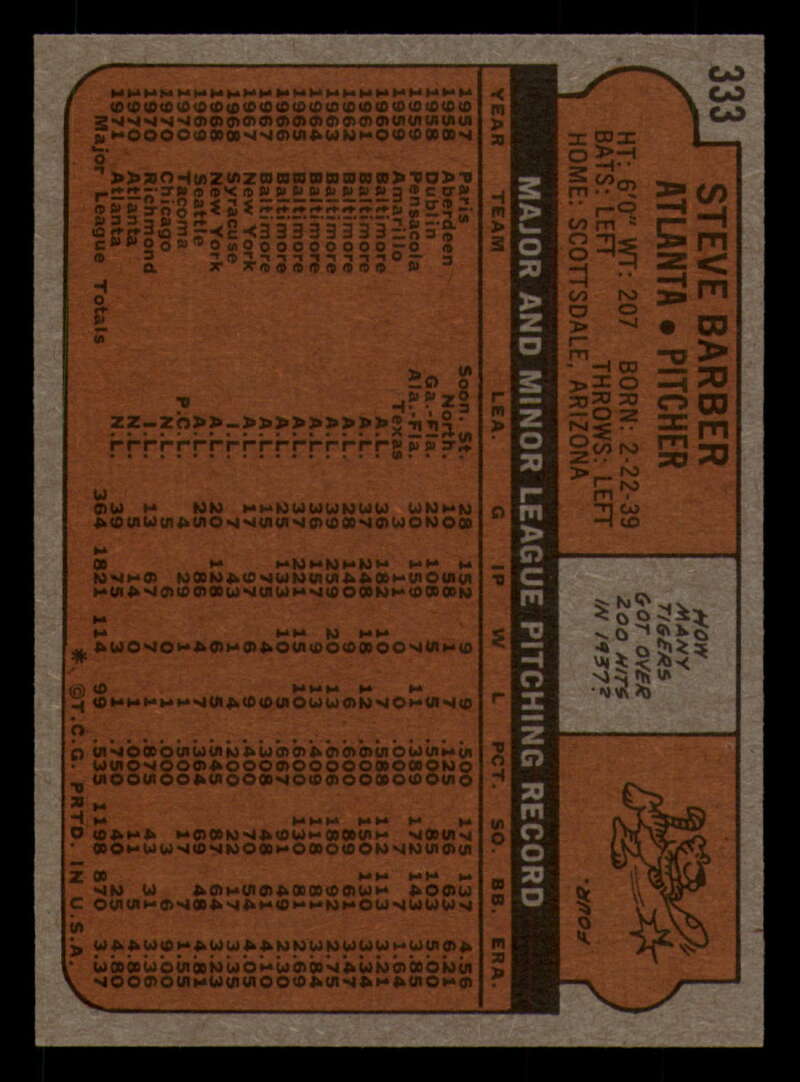 333
STEVE BARBER
ATLANTA • PITCHER
HT: 6'0" WT: 207 BORN: 2-22-39
BATS: LEFT THROWS: LEFT
HOME: SCOTTSDALE, ARIZONA
HOW
MANY
TIGERS
GOT OVER
200 HITS
IN 1937?
FOUR.
MAJOR AND MINOR LEAGUE PITCHING RECORD
YEAR TEAM LEA. G IP W L PCT. SO. BB. ERA.
1957 Paris Soon. St. 28 152 9 9 .500 175 137 4.56
1958 Aberdeen North. 10 58 1 7 .125 56 63 6.21
1958 Dublin Ga.-Fla. 22 108 5 5 .500 85 103 5.00
1959 Pensacola Ala.-Fla. 30 159 7 11 .389 172 143 3.85
1959 Amarillo Texas 3 11 0 0 .000 7 7 1.64
1960 Baltimore A.L. 36 182 10 7 .588 112 113 3.21
1961 Baltimore A.L. 37 248 18 12 .600 150 130 3.34
1962 Baltimore A.L. 28 140 9 6 .600 89 61 3.47
1963 Baltimore A.L. 39 259 20 13 .606 180 92 2.75
1964 Baltimore A.L. 36 157 9 13 .409 118 81 3.84
1965 Baltimore A.L. 37 221 15 10 .600 130 81 2.69
1966 Baltimore A.L. 25 133 10 5 .667 91 49 2.30
1967 Baltimore A.L. 15 75 4 9 .308 48 61 4.10
1967 New York A.L. 17 97 6 9 .400 70 54 4.05
1968 Syracuse I.L. 7 43 1 4 .200 22 17 3.35
1968 New York A.L. 20 128 6 5 .545 87 64 3.23
1969 Seattle A.L. 25 86 4 7 .364 69 48 4.81
1970 Tacoma P.C.L. 4 29 1 1 .500 17 7 1.55
1970 Chicago N.L. 5 6 0 1 .000 3 6 9.00
1970 Richmond I.L. 13 67 7 1 .875 43 31 3.36
1970 Atlanta N.L. 5 14 0 1 .000 11 5 4.80
1971 Atlanta N.L. 39 75 3 1 .750 40 25 4.80
Major League Totals 364 1821 114 99 .535 1198 870 3.37
* ©T.C.G. PRTD. IN U.S.A.